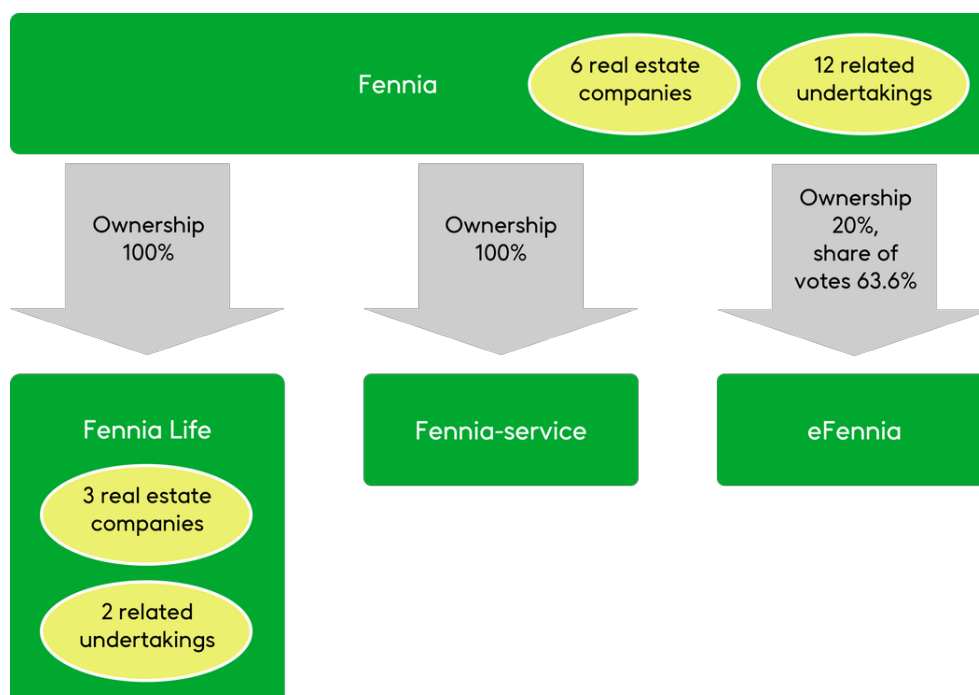 Fennia
6 real estate
companies
12 related
undertakings
Ownership
100%
Ownership
100%
Ownership
20%,
share of
votes 63.6%
Fennia Life
3 real estate
companies
2 related
undertakings
Fennia-service
eFennia